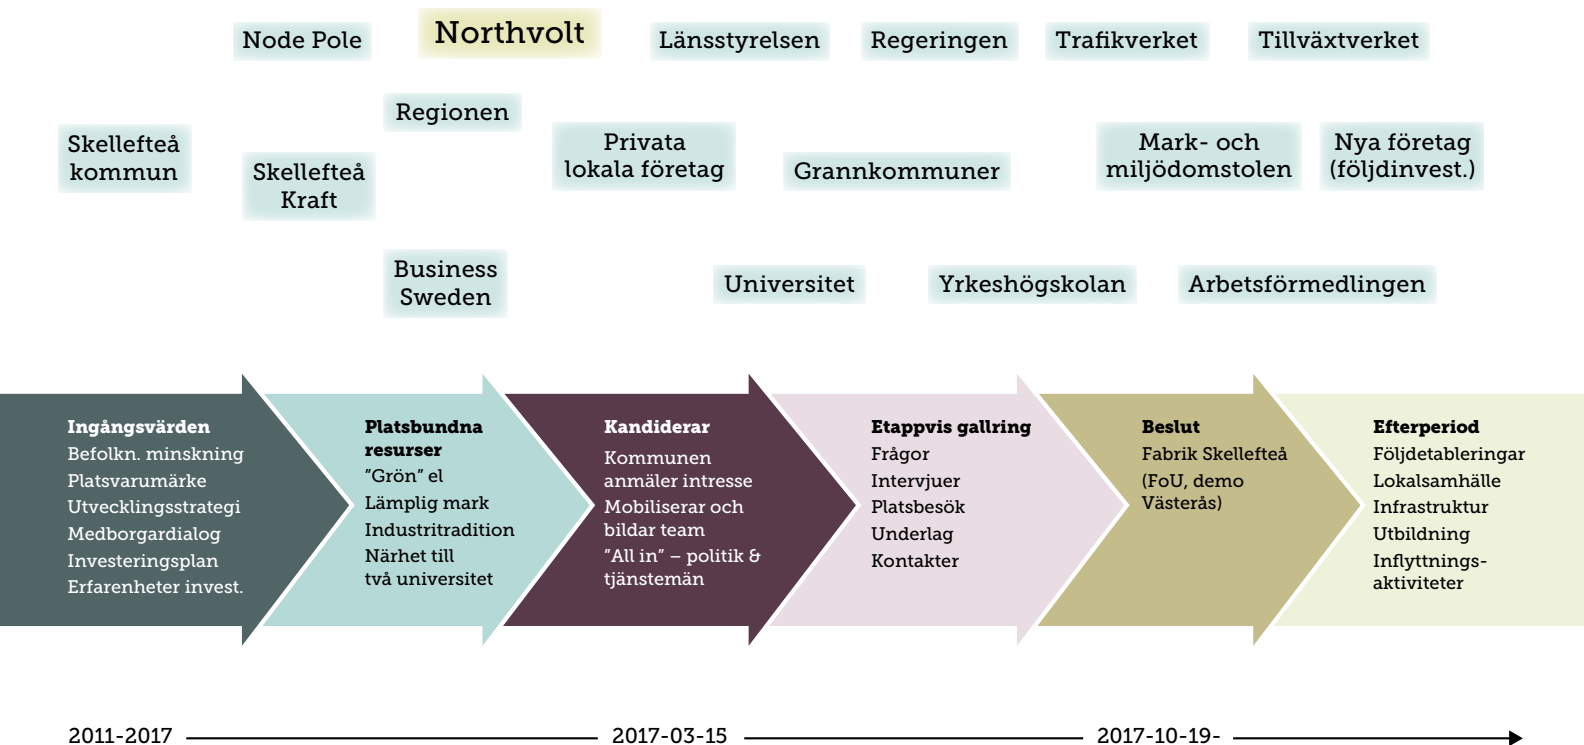 Node Pole
Northvolt
Länsstyrelsen
Regeringen
Trafikverket
Tillväxtverket
Regionen
Skellefteå
kommun
Skellefteå
Kraft
Privata
lokala företag
Grannkommuner
Mark- och
miljödomstolen
Nya företag
(följdinvest.)
Business
Sweden
Universitet
Yrkeshögskolan
Arbetsförmedlingen
Ingångsvärden
Befolkn. minskning
Platsvarumärke
Utvecklingsstrategi
Medborgardialog
Investeringsplan
Erfarenheter invest.
Platsbundna
resurser
”Grön” el
Lämplig mark
Industritradition
Närhet till
två universitet
Kandiderar
Kommunen
anmäler intresse
Mobiliserar och
bildar team
”All in” – politik &
tjänstemän
Etappvis gallring
Frågor
Intervjuer
Platsbesök
Underlag
Kontakter
Beslut
Fabrik Skellefteå
(FoU, demo
Västerås)
Efterperiod
Följdetableringar
Lokalsamhälle
Infrastruktur
Utbildning
Inflyttnings-
aktiviteter
2011-2017
2017-03-15
2017-10-19-